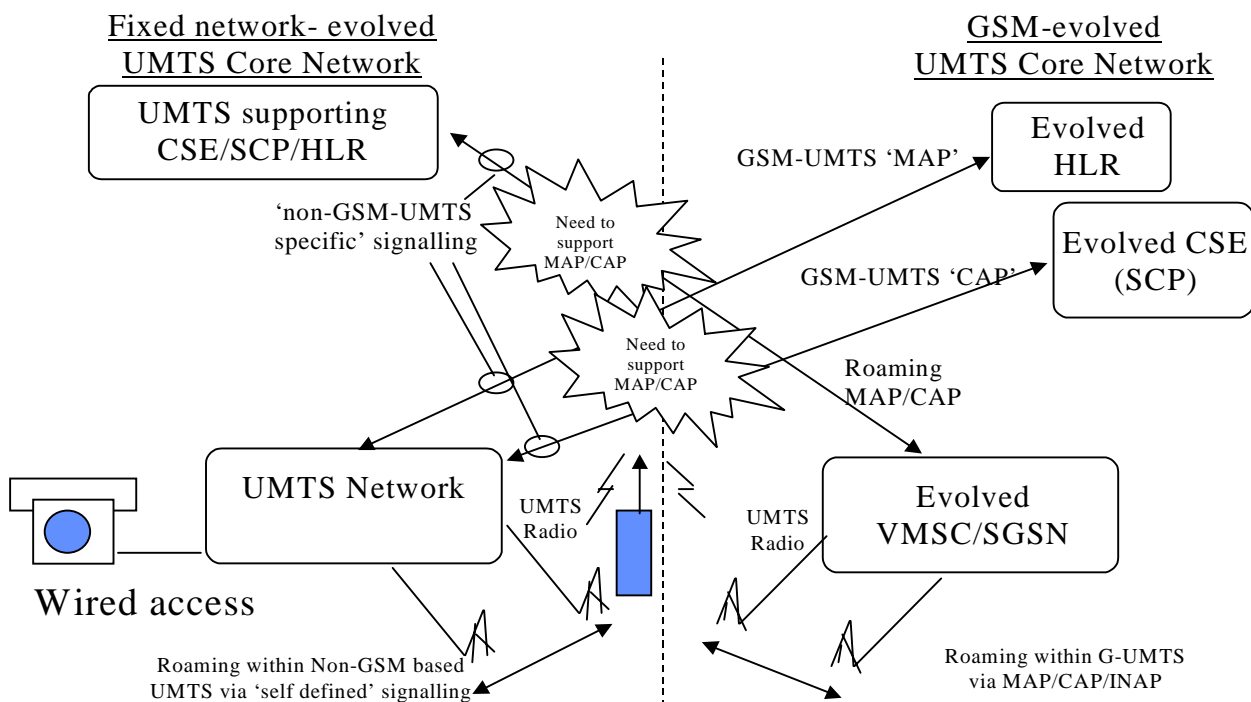 Fixed network- evolved
UMTS Core Network
GSM-evolved
UMTS Core Network
UMTS supporting
CSE/SCP/HLR
Evolved
HLR
GSM-UMTS ‘MAP’
‘non-GSM-UMTS
specific’ signalling
Need to
support
MAP/CAP
Evolved CSE
(SCP)
GSM-UMTS ‘CAP’
Need to
support
MAP/CAP
Roaming
MAP/CAP
UMTS Network
UMTS
Radio
UMTS
Radio
Evolved
VMSC/SGSN
Wired access
Roaming within Non-GSM based
UMTS via ‘self defined’ signalling
Roaming within G-UMTS
via MAP/CAP/INAP